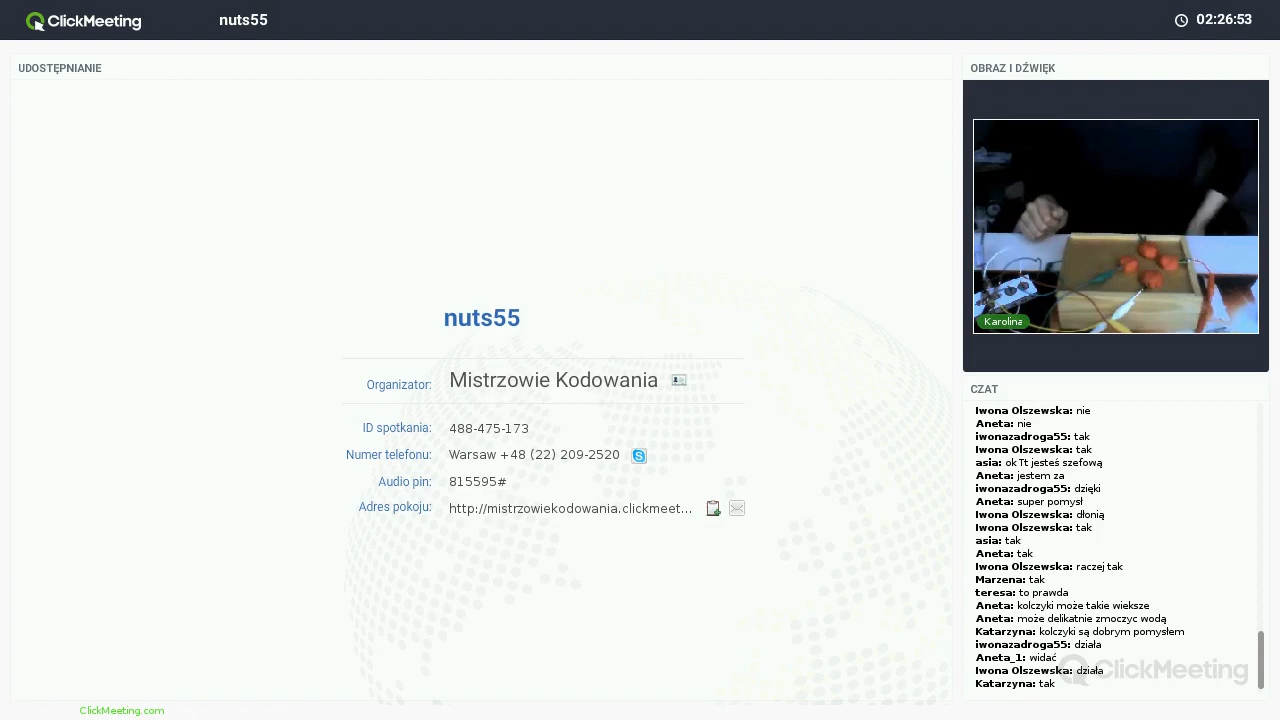 ClickMeeting
nuts55
02:26:53
UDOSTĘPNIANIE
OBRAZ I DŹWIĘK
Karolina
nuts55
Organizator: Mistrzowie Kodowania
ID spotkania: 488-475-173
Numer telefonu: Warsaw +48 (22) 209-2520
Audio pin: 815595#
Adres pokoju: http://mistrzowiekodowania.clickmeet...
CZAT
Iwona Olszewska: nie
Aneta: nie
iwonazadroga55: tak
Iwona Olszewska: tak
asia: ok Tt jesteś szefową
Aneta: jestem za
iwonazadroga55: dzięki
Aneta: super pomysł
Iwona Olszewska: dłonią
Iwona Olszewska: tak
asia: tak
Aneta: tak
Iwona Olszewska: raczej tak
Marzena: tak
teresa: to prawda
Aneta: kolczyki może takie wieksze
Aneta: może delikatnie zmoczyc wodą
Katarzyna: kolczyki są dobrym pomysłem
iwonazadroga55: działa
Aneta_1: widać
Iwona Olszewska: działa
Katarzyna: tak
ClickMeeting
ClickMeeting.com